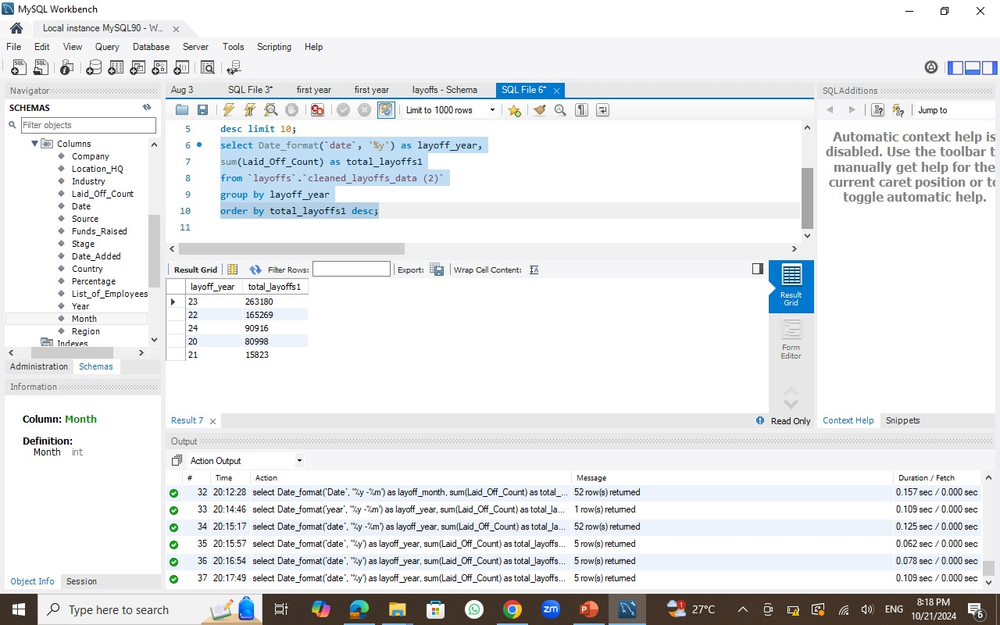 MySQL Workbench
Local instance MySQL90 - W...
File Edit View Query Database Server Tools Scripting Help
Navigator
SCHEMAS
Filter objects
Columns
Company
Location_HQ
Industry
Laid_Off_Count
Date
Source
Funds_Raised
Stage
Date_Added
Country
Percentage
List_of_Employees
Year
Month
Region
Indexes
Administration Schemas
Information
Column: Month
Definition:
Month int
Object Info Session
Aug 3 SQL File 3* first year first year layoffs - Schema SQL File 6*
Limit to 1000 rows
5 desc limit 10;
6 select Date_format(`date`, '%y') as layoff_year,
7 sum(Laid_Off_Count) as total_layoffs1
8 from `layoffs`.`cleaned_layoffs_data (2)`
9 group by layoff_year
10 order by total_layoffs1 desc;
11
Result Grid Filter Rows: Export: Wrap Cell Content: IA
layoff_year total_layoffs1
23 263180
22 165269
24 90916
20 80998
21 15823
Result Grid
Form Editor
Result 7
Read Only
SQLAdditions
Jump to
Automatic context help is
disabled. Use the toolbar t
manually get help for the
current caret position or to
toggle automatic help.
Context Help Snippets
Output
Action Output
# Time Action Message Duration / Fetch
32 20:12:28 select Date_format(`Date`, '%y -%m') as layoff_month, sum(Laid_Off_Count) as total_... 52 row(s) returned 0.157 sec / 0.000 sec
33 20:14:46 select Date_format('year', '%y -%m') as layoff_year, sum(Laid_Off_Count) as total_la... 1 row(s) returned 0.109 sec / 0.000 sec
34 20:15:17 select Date_format(`date`, '%y -%m') as layoff_year, sum(Laid_Off_Count) as total_la... 52 row(s) returned 0.125 sec / 0.000 sec
35 20:15:57 select Date_format(`date`, '%y') as layoff_year, sum(Laid_Off_Count) as total_layoffs... 5 row(s) returned 0.062 sec / 0.000 sec
36 20:16:54 select Date_format(`date`, '%y') as layoff_year, sum(Laid_Off_Count) as total_layoffs... 5 row(s) returned 0.078 sec / 0.000 sec
37 20:17:49 select Date_format(`date`, '%y') as layoff_year, sum(Laid_Off_Count) as total_layoffs... 5 row(s) returned 0.109 sec / 0.000 sec
Type here to search
zm
1
27°C
ENG
8:18 PM
10/21/2024
6